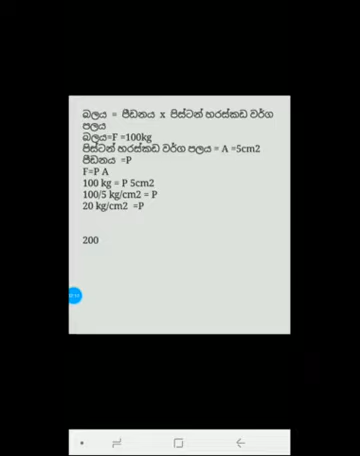 බලය = පීඩනය x පිස්ටන් හරස්කඩ වර්ග
පලය
බලය=F =100kg
පිස්ටන් හරස්කඩ වර්ග පලය = A =5cm2
පීඩනය =P
F=P A
100 kg = P 5cm2
100/5 kg/cm2 = P
20 kg/cm2 =P
200